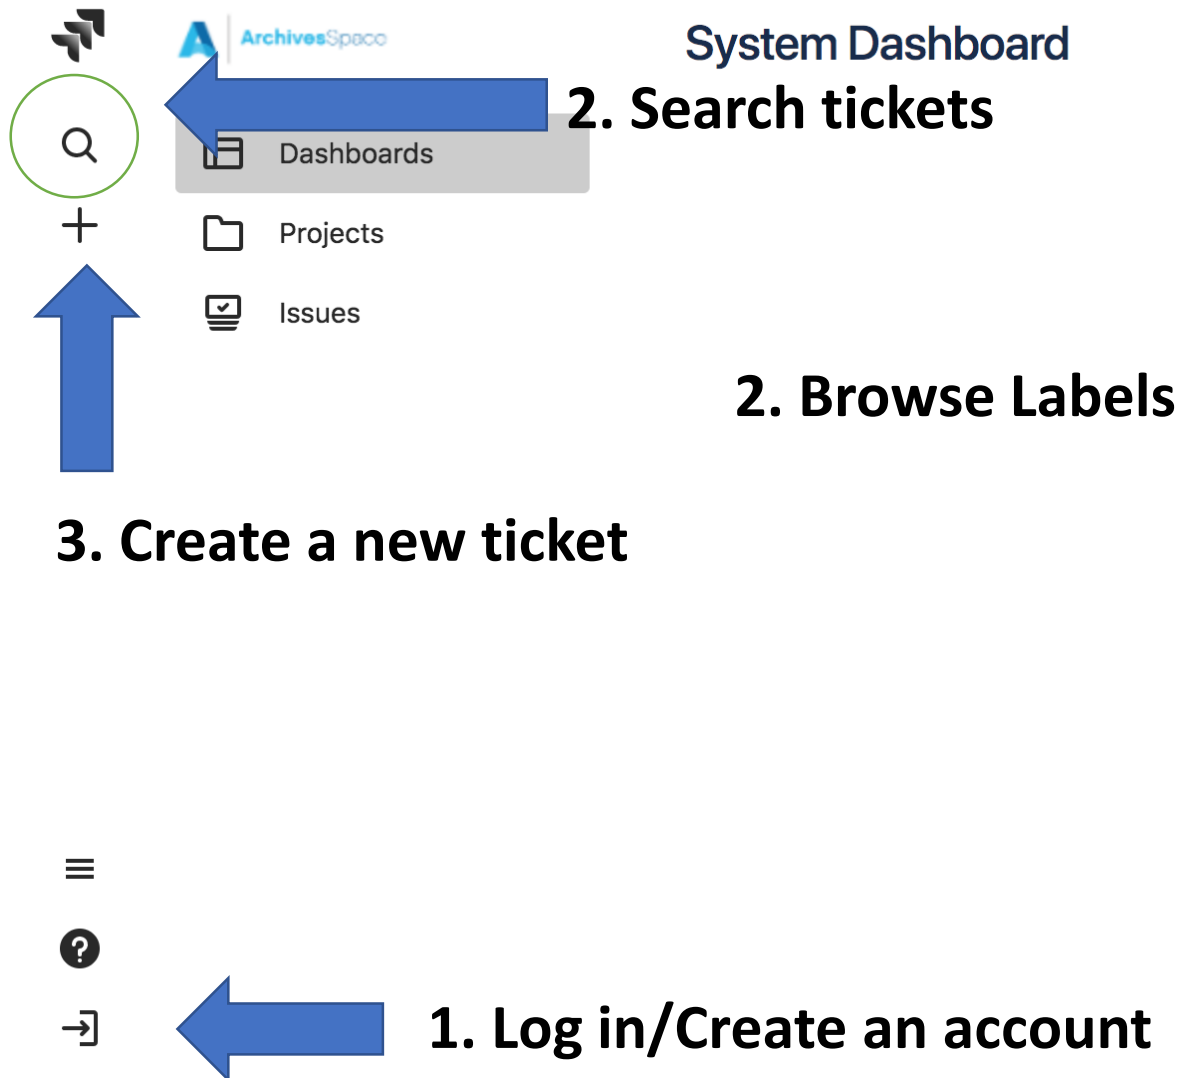 ArchivesSpace
System Dashboard
2. Search tickets
Dashboards
Projects
Issues
2. Browse Labels
3. Create a new ticket
?
1. Log in/Create an account